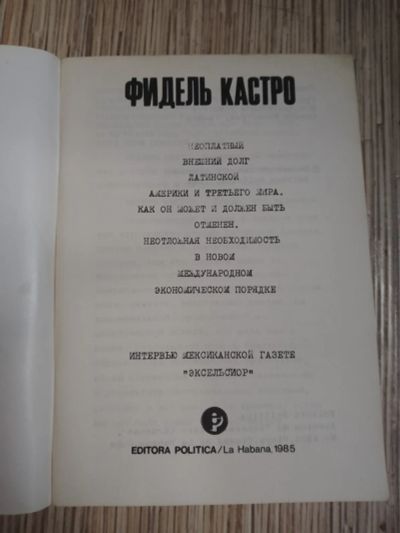 ФИДЕЛЬ КАСТРО
НЕОПЛАТНЫЙ
ВНЕШНИЙ ДОЛГ
ЛАТИНСКОЙ
АМЕРИКИ И ТРЕТЬЕГО МИРА.
КАК ОН МОЖЕТ И ДОЛЖЕН БЫТЬ
ОТМЕНЕН.
НЕОТЛОЖНАЯ НЕОБХОДИМОСТЬ
В НОВОМ
МЕЖДУНАРОДНОМ
ЭКОНОМИЧЕСКОМ ПОРЯДКЕ
ИНТЕРВЬЮ МЕКСИКАНСКОЙ ГАЗЕТЕ
"ЭКСЕЛЬСИОР"
EDITORA POLITICA/La Habana, 1985